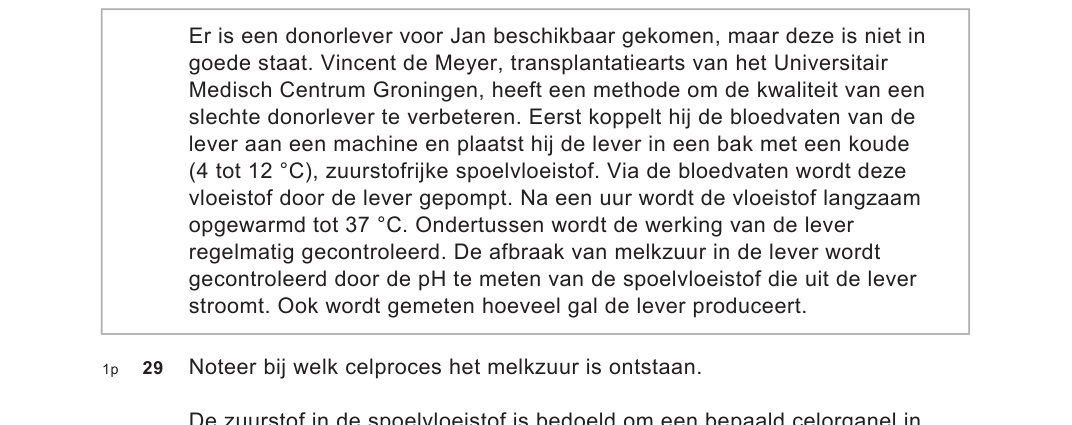 Er is een donorlever voor Jan beschikbaar gekomen, maar deze is niet in
goede staat. Vincent de Meyer, transplantatiearts van het Universitair
Medisch Centrum Groningen, heeft een methode om de kwaliteit van een
slechte donorlever te verbeteren. Eerst koppelt hij de bloedvaten van de
lever aan een machine en plaatst hij de lever in een bak met een koude
(4 tot 12 °C), zuurstofrijke spoelvloeistof. Via de bloedvaten wordt deze
vloeistof door de lever gepompt. Na een uur wordt de vloeistof langzaam
opgewarmd tot 37 °C. Ondertussen wordt de werking van de lever
regelmatig gecontroleerd. De afbraak van melkzuur in de lever wordt
gecontroleerd door de pH te meten van de spoelvloeistof die uit de lever
stroomt. Ook wordt gemeten hoeveel gal de lever produceert.
1p 29 Noteer bij welk celproces het melkzuur is ontstaan.
De zuurstof in de spoelvloeistof is bedoeld om een bepaald celorganel in